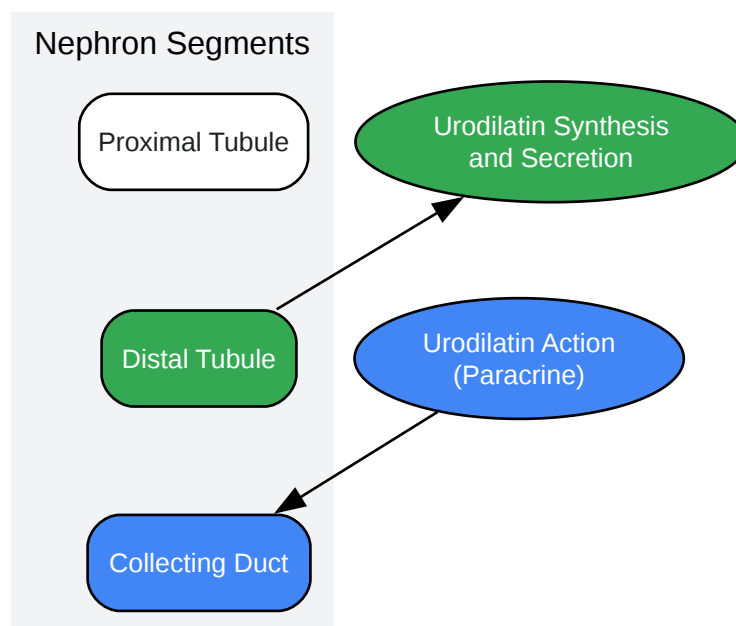 Nephron Segments
Proximal Tubule
Urodilatin Synthesis
and Secretion
Distal Tubule
Urodilatin Action
(Paracrine)
Collecting Duct